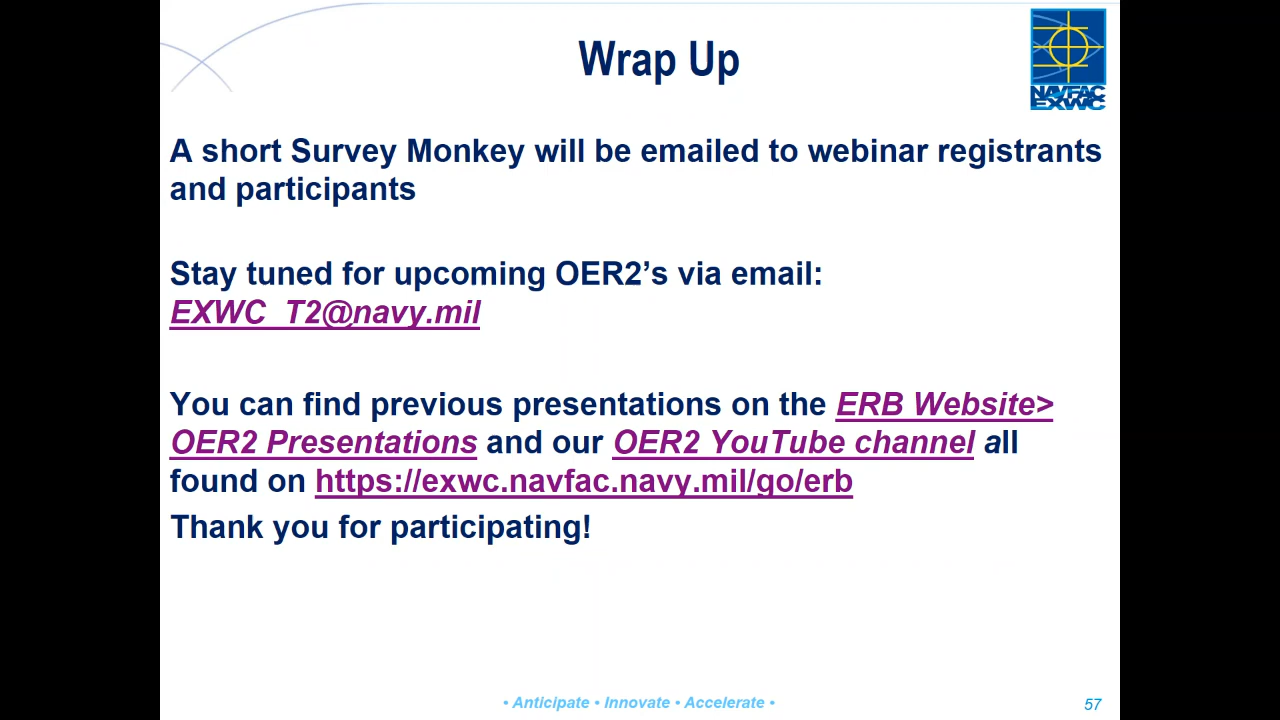 Wrap Up
NAVFAC
EXWC
A short Survey Monkey will be emailed to webinar registrants
and participants
Stay tuned for upcoming OER2’s via email:
EXWC_T2@navy.mil
You can find previous presentations on the ERB Website>
OER2 Presentations and our OER2 YouTube channel all
found on https://exwc.navfac.navy.mil/go/erb
Thank you for participating!
• Anticipate • Innovate • Accelerate •
57